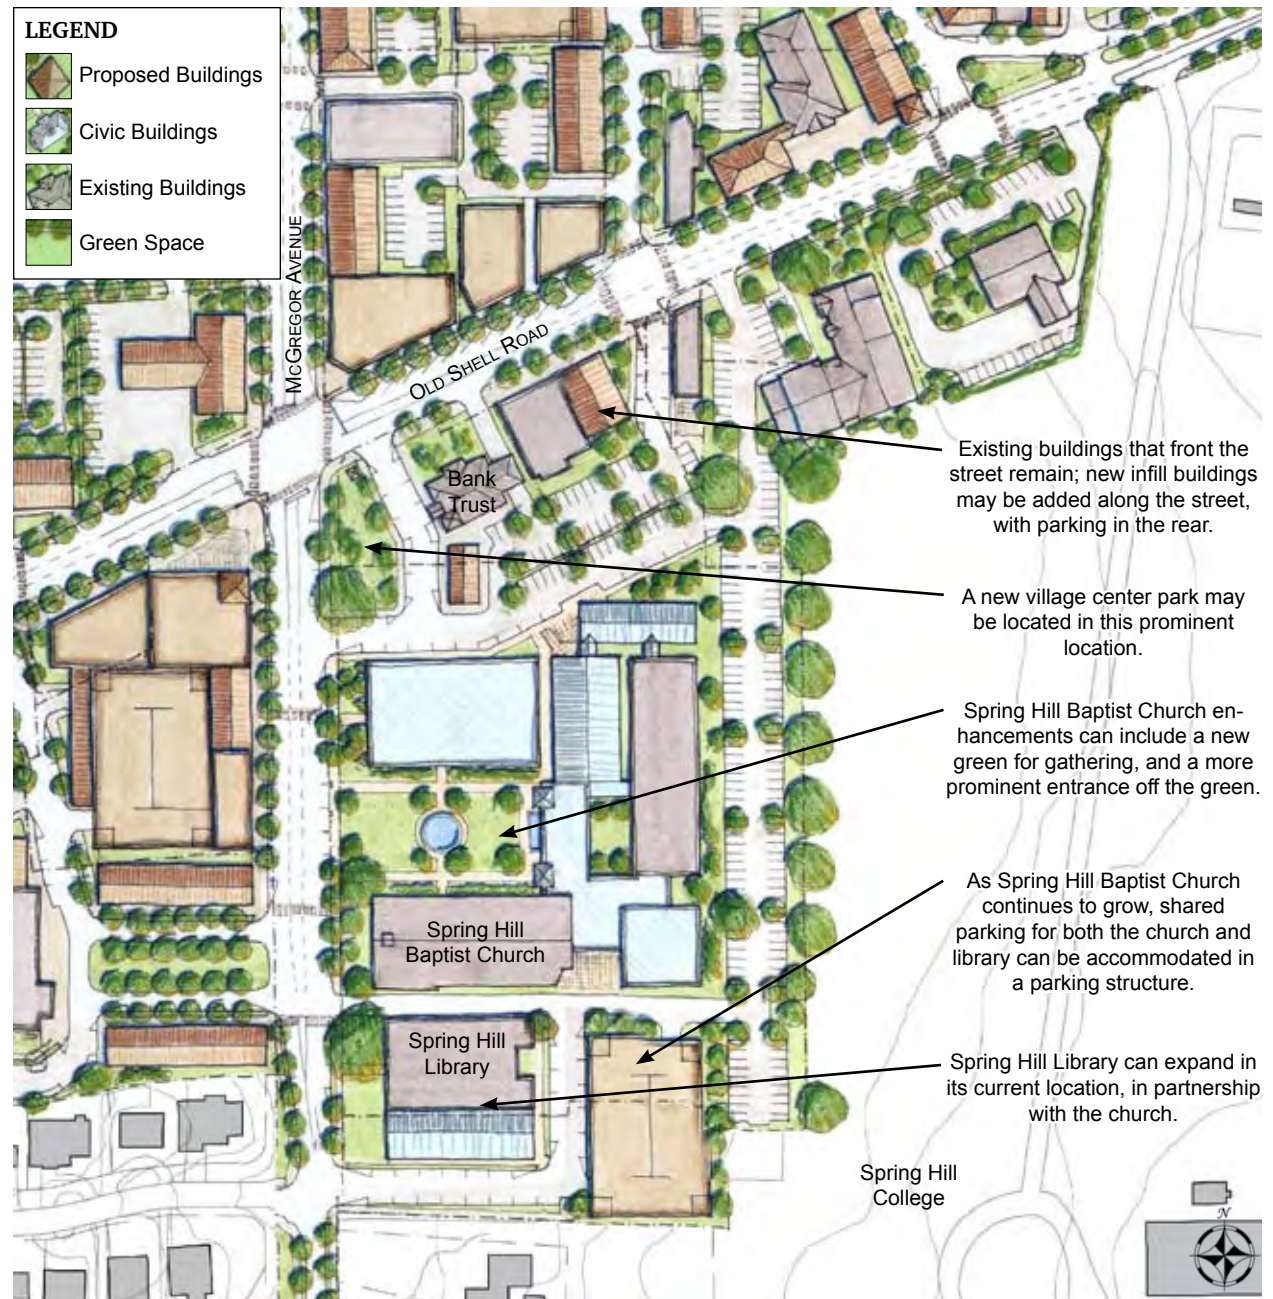 LEGEND
Proposed Buildings
Civic Buildings
Existing Buildings
Green Space
McGregor Avenue
Old Shell Road
Bank
Trust
Existing buildings that front the
street remain; new infill buildings
may be added along the street,
with parking in the rear.
A new village center park may
be located in this prominent
location.
Spring Hill Baptist Church en-
hancements can include a new
green for gathering, and a more
prominent entrance off the green.
Spring Hill
Baptist Church
As Spring Hill Baptist Church
continues to grow, shared
parking for both the church and
library can be accommodated in
a parking structure.
Spring Hill
Library
Spring Hill Library can expand in
its current location, in partnership
with the church.
Spring Hill
College
N